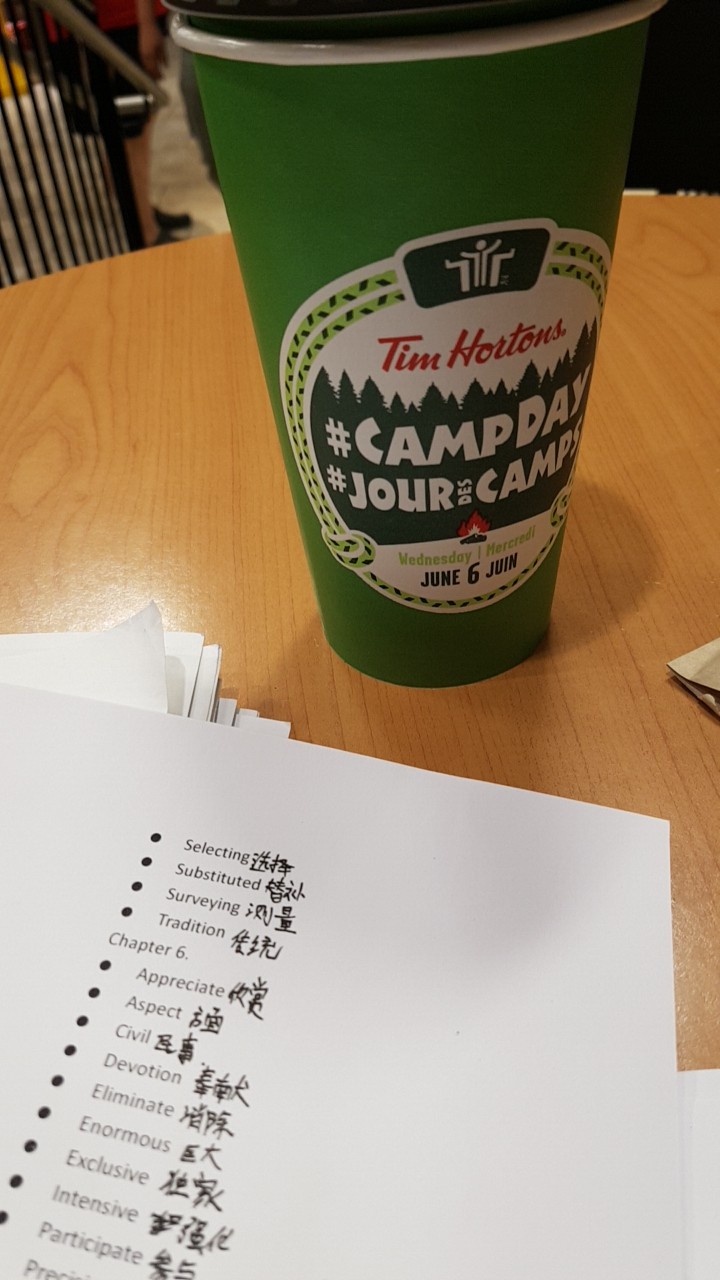 Tim Hortons
#CAMPDAY
#JOUR DES CAMPS
Wednesday | Mercredi
JUNE 6 JUIN
Selecting 选择
Substituted 替补
Surveying 测量
Tradition 传统
Chapter 6.
Appreciate 欣赏
Aspect 方面
Civil 民事
Devotion 奉献
Eliminate 消除
Enormous 巨大
Exclusive 独家
Intensive 强化
Participate 参与